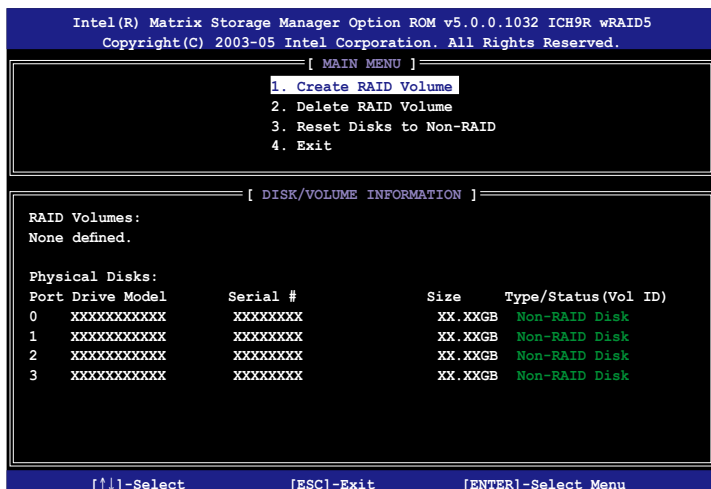 Intel(R) Matrix Storage Manager Option ROM v5.0.0.1032 ICH9R wRAID5
Copyright(C) 2003-05 Intel Corporation. All Rights Reserved.
[ MAIN MENU ]
1. Create RAID Volume
2. Delete RAID Volume
3. Reset Disks to Non-RAID
4. Exit
[ DISK/VOLUME INFORMATION ]
RAID Volumes:
None defined.
Physical Disks:
Port Drive Model Serial # Size Type/Status(Vol ID)
0 XXXXXXXXXXX XXXXXXXX XX.XXGB Non-RAID Disk
1 XXXXXXXXXXX XXXXXXXX XX.XXGB Non-RAID Disk
2 XXXXXXXXXXX XXXXXXXX XX.XXGB Non-RAID Disk
3 XXXXXXXXXXX XXXXXXXX XX.XXGB Non-RAID Disk
[↑↓]-Select [ESC]-Exit [ENTER]-Select Menu